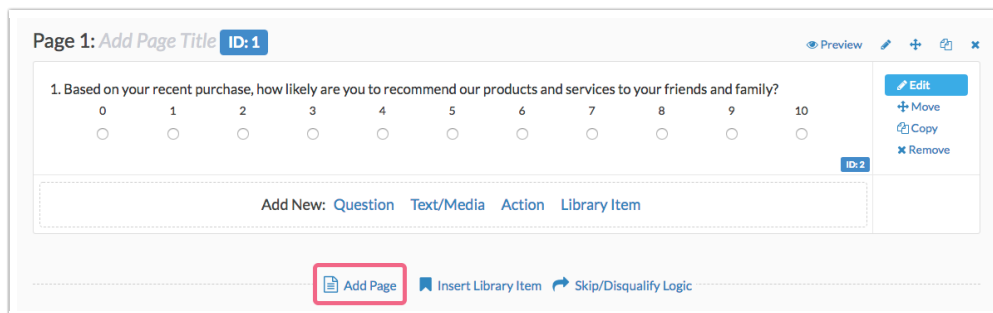 Page 1: Add Page Title ID: 1
Preview
1. Based on your recent purchase, how likely are you to recommend our products and services to your friends and family?
0 1 2 3 4 5 6 7 8 9 10
Edit
Move
Copy
Remove
ID: 2
Add New: Question Text/Media Action Library Item
Add Page Insert Library Item Skip/Disqualify Logic